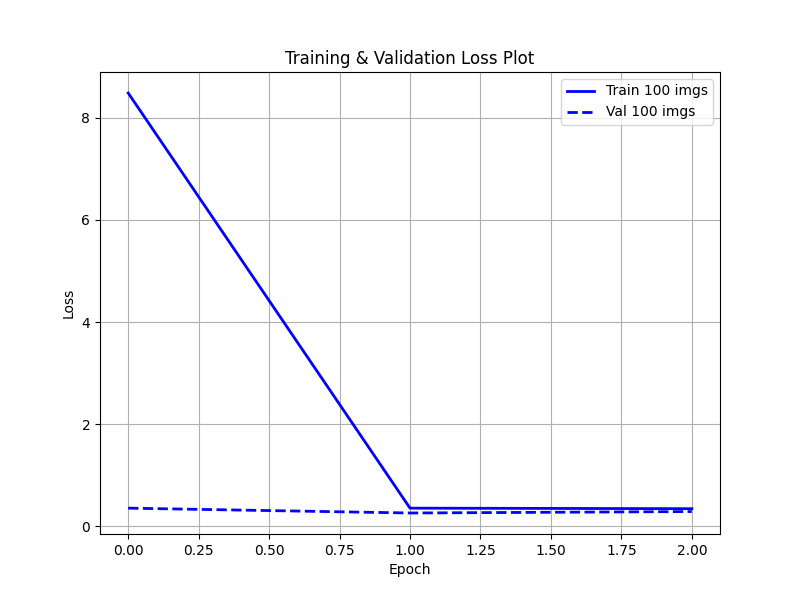 Training & Validation Loss Plot
Train 100 imgs
Val 100 imgs
8
6
4
2
0
Loss
0.00 0.25 0.50 0.75 1.00 1.25 1.50 1.75 2.00
Epoch